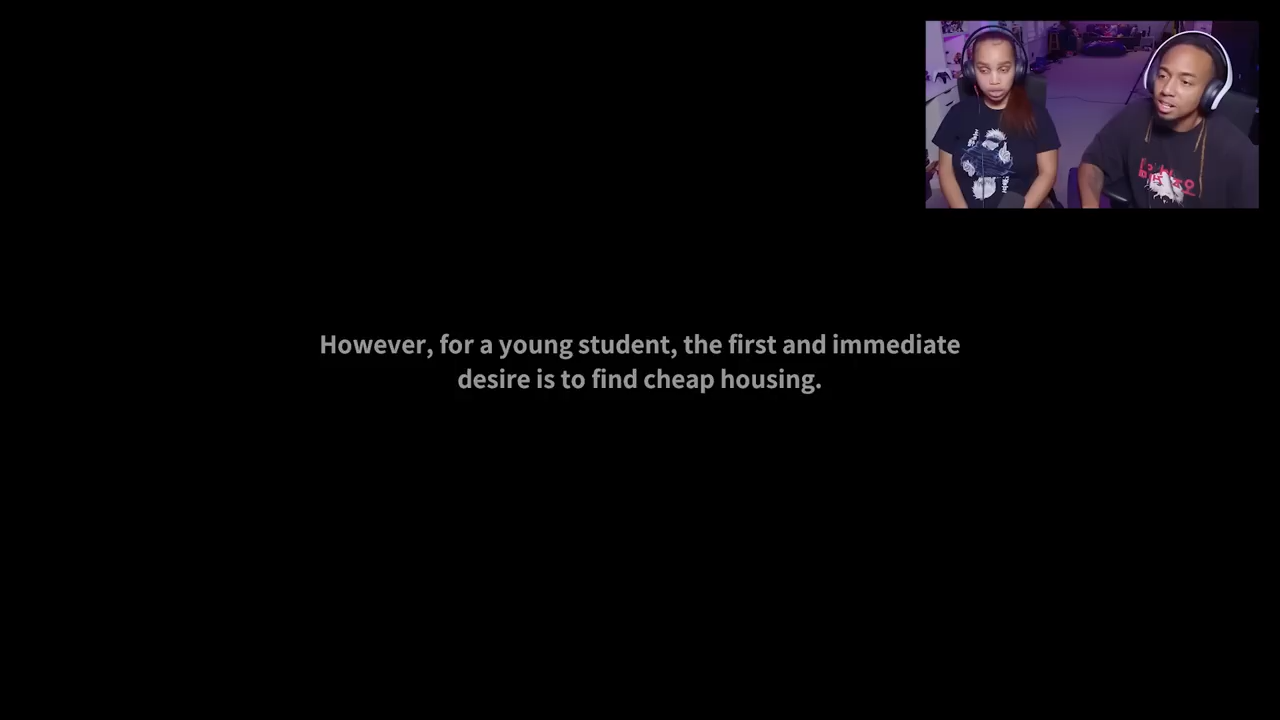 However, for a young student, the first and immediate
desire is to find cheap housing.